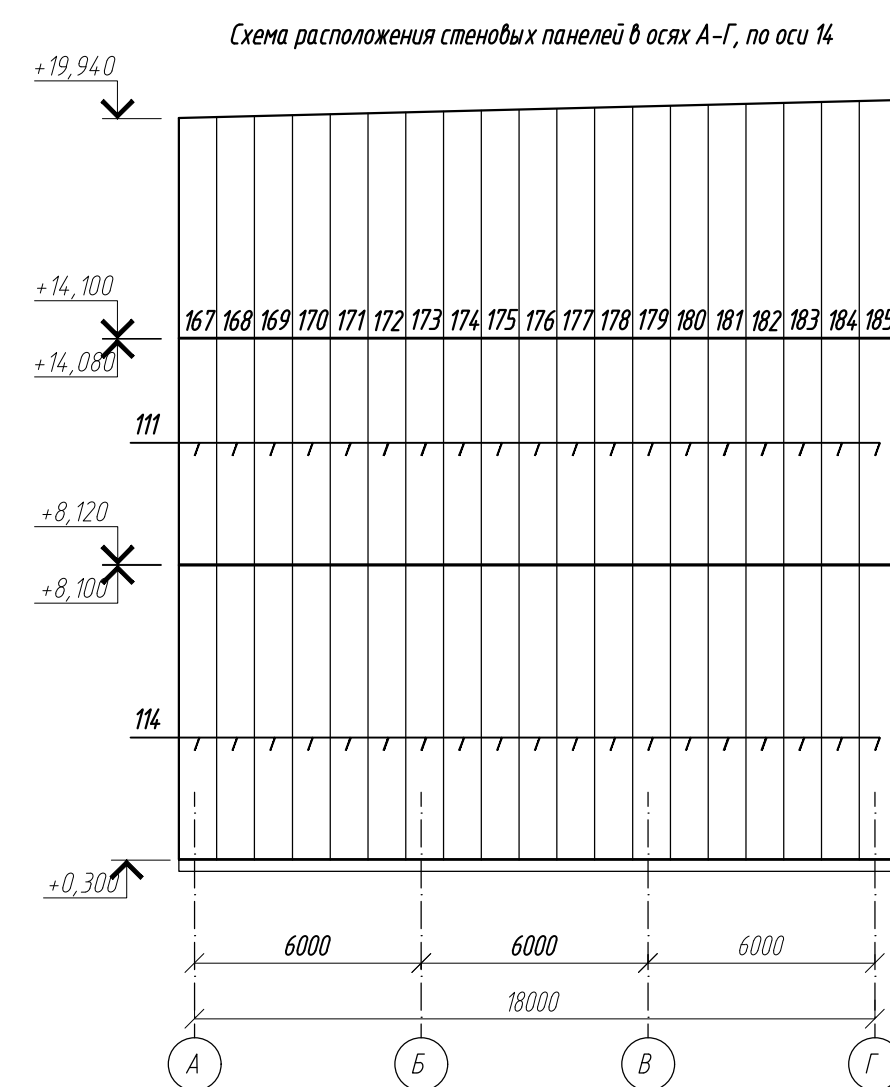 Схема расположения стеновых панелей в осях А-Г, по оси 14
+19,940
+14,100
167 168 169 170 171 172 173 174 175 176 177 178 179 180 181 182 183 184 185
+14,080
111
+8,120
+8,100
114
+0,300
6000 6000 6000
18000
А Б В Г